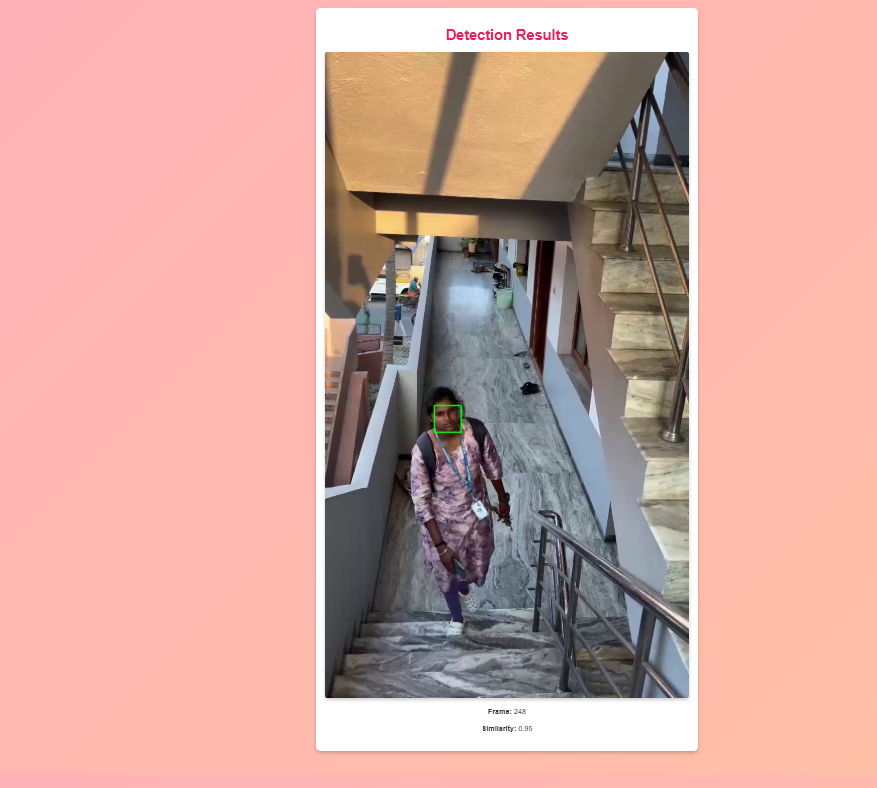 Detection Results
Frame: 248
Similarity: 0.95